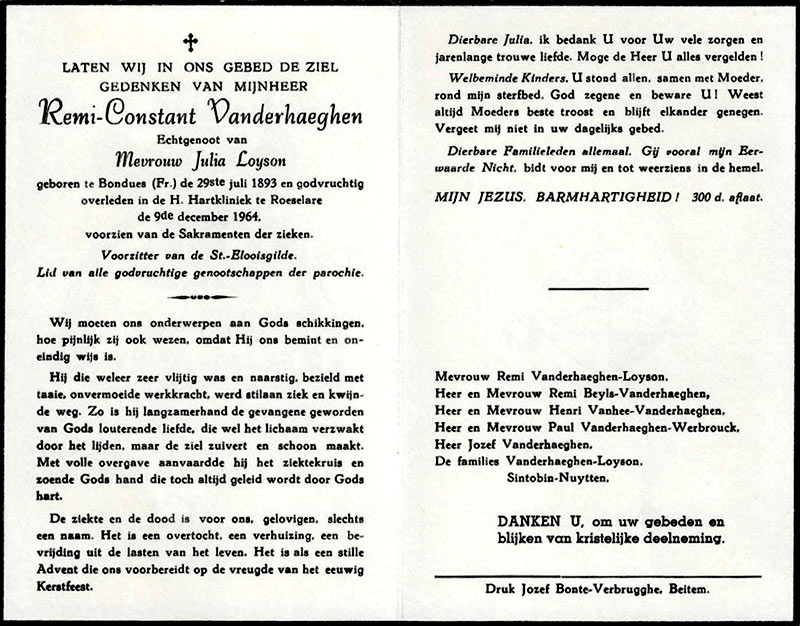 LATEN WIJ IN ONS GEBED DE ZIEL
GEDENKEN VAN MIJNHEER
Remi-Constant Vanderhaeghen
Echtgenoot van
Mevrouw Julia Loyson
geboren te Bondues (Fr.) de 29ste juli 1893 en godvruchtig
overleden in de H. Hartkliniek te Roeselare
de 9de december 1964,
voorzien van de Sakramenten der zieken.
Voorzitter van de St.-Elooisgilde.
Lid van alle godvruchtige genootschappen der parochie.
Wij moeten ons onderwerpen aan Gods schikkingen,
hoe pijnlijk zij ook wezen, omdat Hij ons bemint en on-
eindig wijs is.
Hij die weleer zeer vlijtig was en naarstig, bezield met
taaie, onvermoeide werkkracht, werd stilaan ziek en kwijn-
de weg. Zo is hij langzamerhand de gevangene geworden
van Gods louterende liefde, die wel het lichaam verzwakt
door het lijden, maar de ziel zuivert en schoon maakt.
Met volle overgave aanvaardde hij het ziektekruis en
zoende Gods hand die toch altijd geleid wordt door Gods
hart.
De ziekte en de dood is voor ons, gelovigen, slechts
een naam. Het is een overtocht, een verhuizing, een be-
vrijding uit de lasten van het leven. Het is als een stille
Advent die ons voorbereidt op de vreugde van het eeuwig
Kerstfeest.
Dierbare Julia, ik bedank U voor Uw vele zorgen en
jarenlange trouwe liefde. Moge de Heer U alles vergelden !
Welbeminde Kinders, U stond allen, samen met Moeder,
rond mijn sterfbed. God zegene en beware U! Weest
altijd Moeders beste troost en blijft elkander genegen.
Vergeet mij niet in uw dagelijks gebed.
Dierbare Familieleden allemaal, Gij vooral mijn Eer-
waarde Nicht, bidt voor mij en tot weerziens in de hemel.
MIJN JEZUS, BARMHARTIGHEID ! 300 d. aflaat.
Mevrouw Remi Vanderhaeghen-Loyson,
Heer en Mevrouw Remi Beyls-Vanderhaeghen,
Heer en Mevrouw Henri Vanhee-Vanderhaeghen,
Heer en Mevrouw Paul Vanderhaeghen-Werbrouck,
Heer Jozef Vanderhaeghen,
De families Vanderhaeghen-Loyson,
Sintobin-Nuytten,
DANKEN U, om uw gebeden en
blijken van kristelijke deelneming.
Druk Jozef Bonte-Verbrugghe, Beitem.